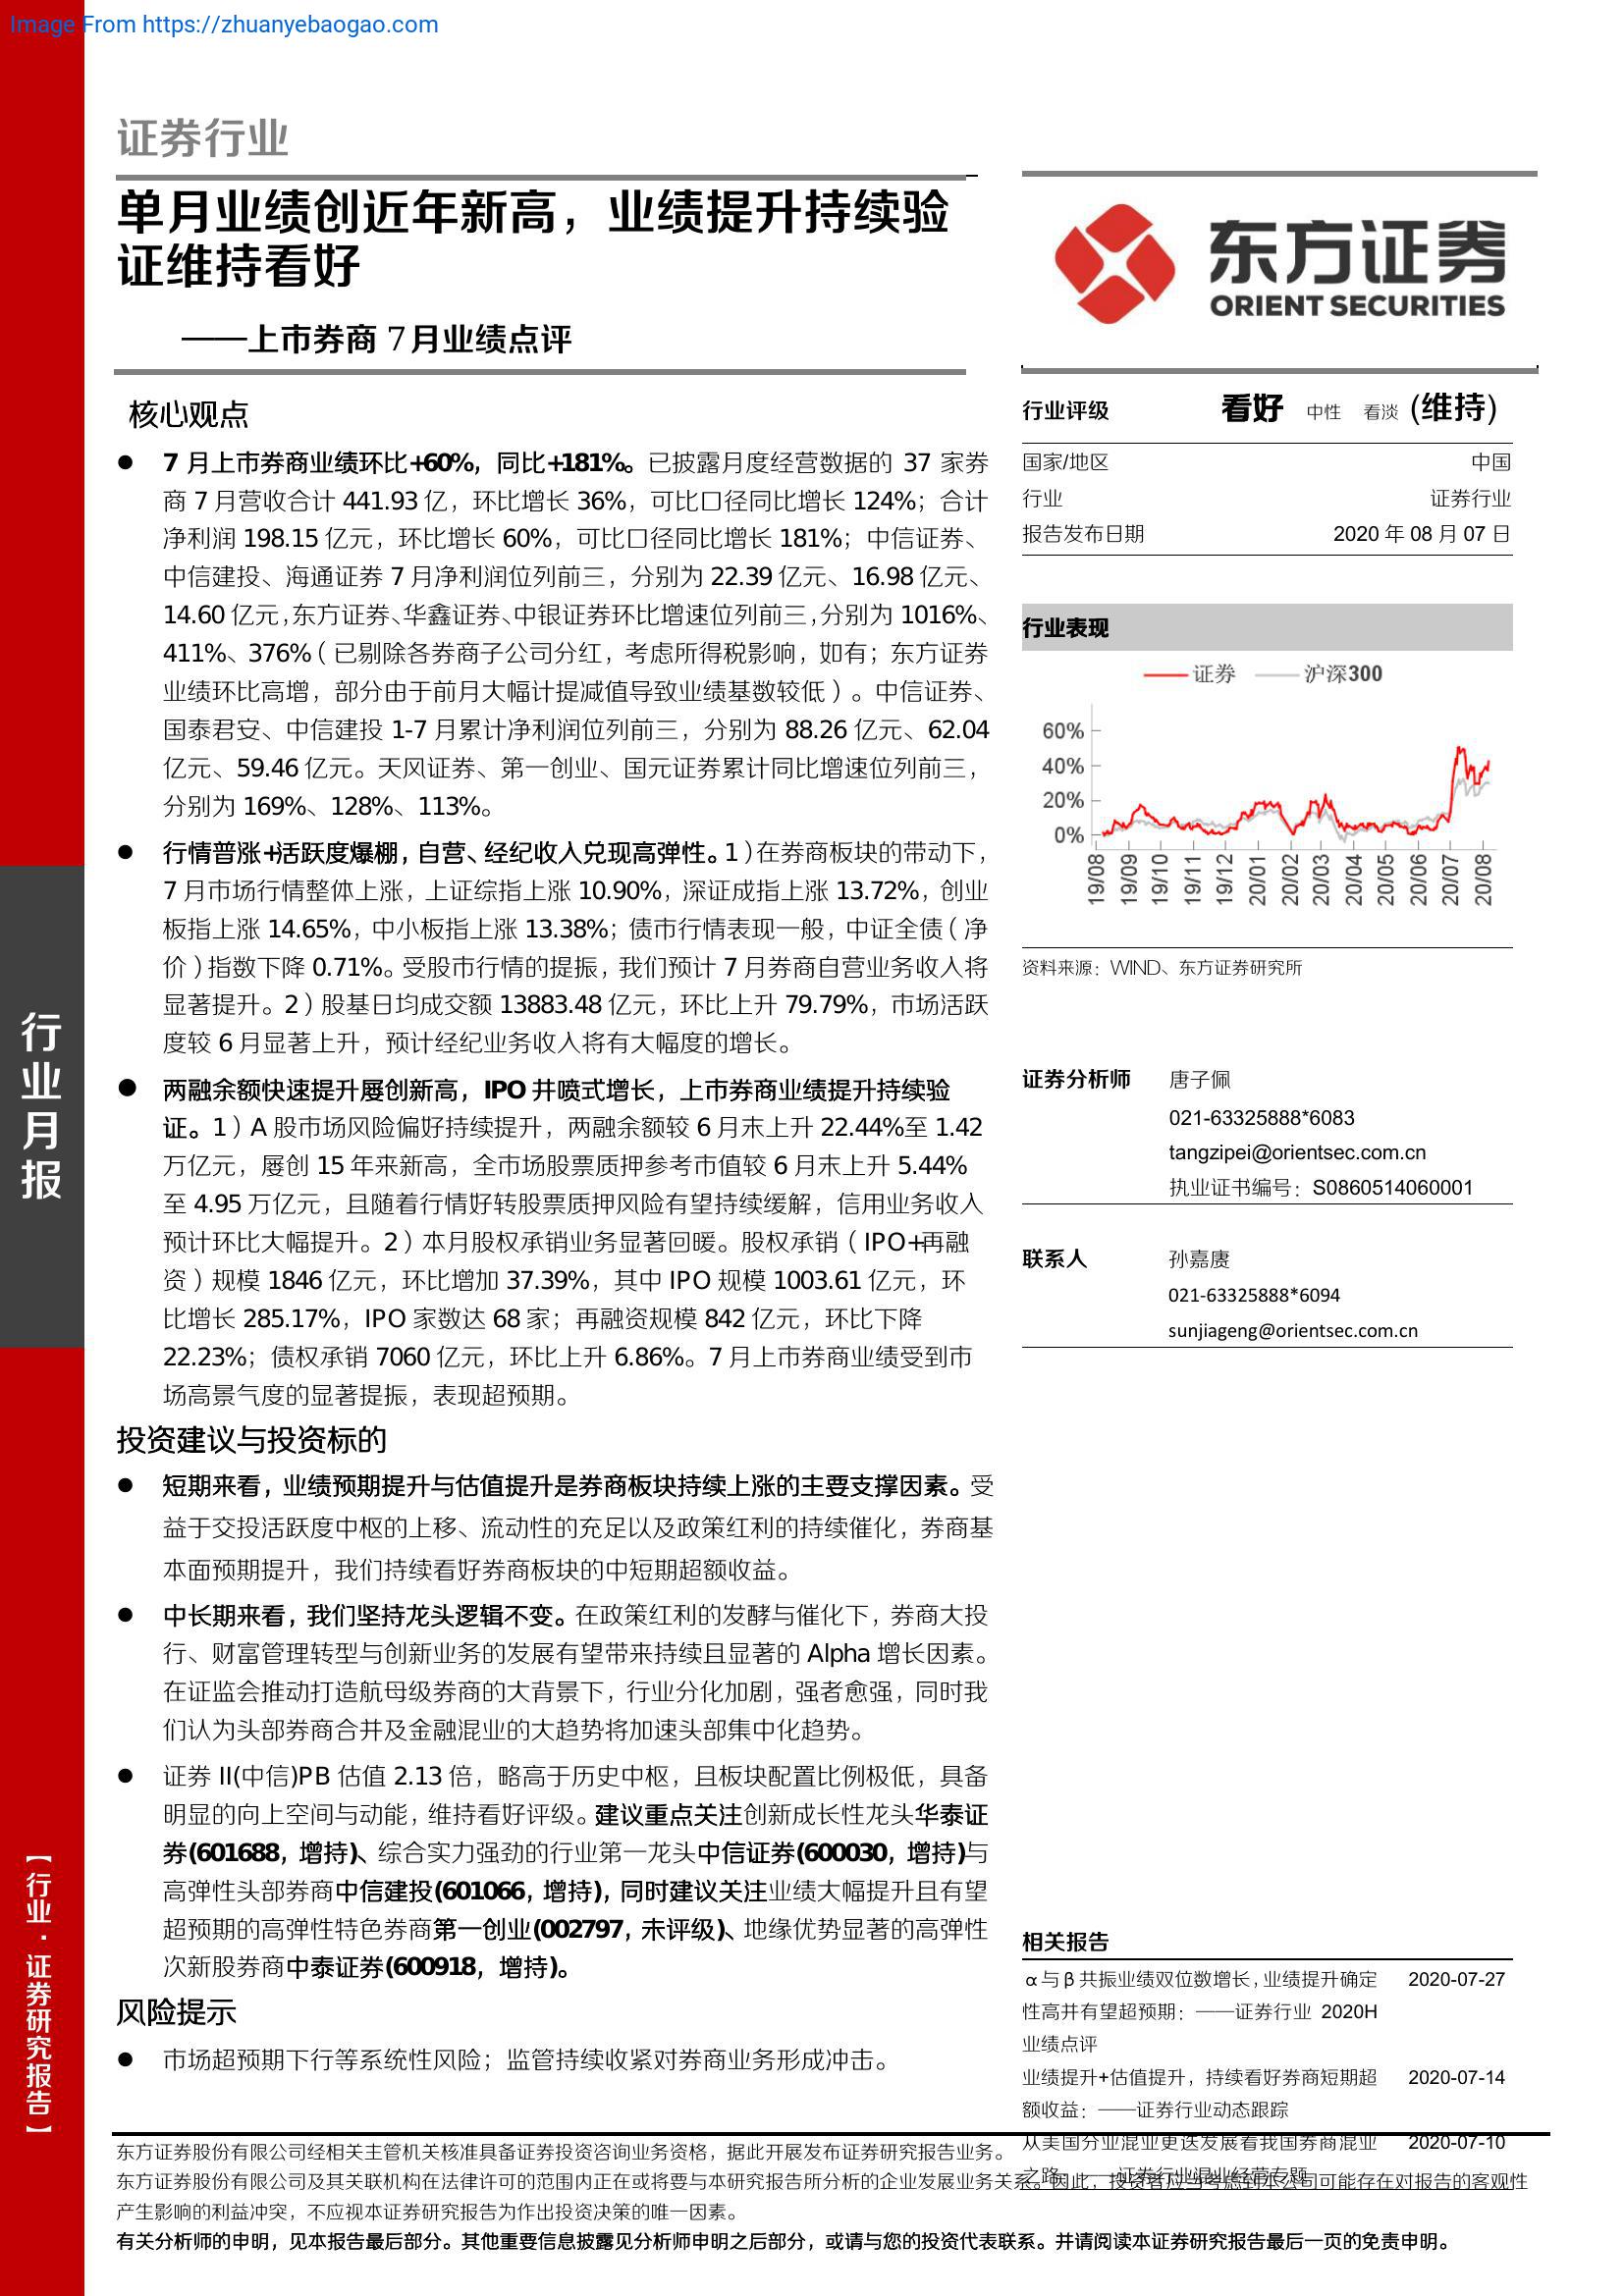 Image From https://zhuanyebaogao.com
证券行业
单月业绩创近年新高，业绩提升持续验
证维持看好
——上市券商 7 月业绩点评
核心观点
● 7 月上市券商业绩环比+60%，同比+181%。已披露月度经营数据的 37 家券
商 7 月营收合计 441.93 亿，环比增长 36%，可比口径同比增长 124%；合计
净利润 198.15 亿元，环比增长 60%，可比口径同比增长 181%；中信证券、
中信建投、海通证券 7 月净利润位列前三，分别为 22.39 亿元、16.98 亿元、
14.60 亿元，东方证券、华鑫证券、中银证券环比增速位列前三，分别为 1016%、
411%、376%（已剔除各券商子公司分红，考虑所得税影响，如有；东方证券
业绩环比高增，部分由于前月大幅计提减值导致业绩基数较低）。中信证券、
国泰君安、中信建投 1-7 月累计净利润位列前三，分别为 88.26 亿元、62.04
亿元、59.46 亿元。天风证券、第一创业、国元证券累计同比增速位列前三，
分别为 169%、128%、113%。
● 行情普涨+活跃度爆棚，自营、经纪收入兑现高弹性。1）在券商板块的带动下，
7 月市场行情整体上涨，上证综指上涨 10.90%，深证成指上涨 13.72%，创业
板指上涨 14.65%，中小板指上涨 13.38%；债市行情表现一般，中证全债（净
价）指数下降 0.71%。受股市行情的提振，我们预计 7 月券商自营业务收入将
显著提升。2）股基日均成交额 13883.48 亿元，环比上升 79.79%，市场活跃
度较 6 月显著上升，预计经纪业务收入将有大幅度的增长。
● 两融余额快速提升屡创新高，IPO 井喷式增长，上市券商业绩提升持续验
证。1）A 股市场风险偏好持续提升，两融余额较 6 月末上升 22.44%至 1.42
万亿元，屡创 15 年来新高，全市场股票质押参考市值较 6 月末上升 5.44%
至 4.95 万亿元，且随着行情好转股票质押风险有望持续缓解，信用业务收入
预计环比大幅提升。2）本月股权承销业务显著回暖。股权承销（IPO+再融
资）规模 1846 亿元，环比增加 37.39%，其中 IPO 规模 1003.61 亿元，环
比增长 285.17%，IPO 家数达 68 家；再融资规模 842 亿元，环比下降
22.23%；债权承销 7060 亿元，环比上升 6.86%。7 月上市券商业绩受到市
场高景气度的显著提振，表现超预期。
投资建议与投资标的
● 短期来看，业绩预期提升与估值提升是券商板块持续上涨的主要支撑因素。受
益于交投活跃度中枢的上移、流动性的充足以及政策红利的持续催化，券商基
本面预期提升，我们持续看好券商板块的中短期超额收益。
● 中长期来看，我们坚持龙头逻辑不变。在政策红利的发酵与催化下，券商大投
行、财富管理转型与创新业务的发展有望带来持续且显著的 Alpha 增长因素。
在证监会推动打造航母级券商的大背景下，行业分化加剧，强者愈强，同时我
们认为头部券商合并及金融混业的大趋势将加速头部集中化趋势。
● 证券 II(中信)PB 估值 2.13 倍，略高于历史中枢，且板块配置比例极低，具备
明显的向上空间与动能，维持看好评级。建议重点关注创新成长性龙头华泰证
券(601688，增持)、综合实力强劲的行业第一龙头中信证券(600030，增持)与
高弹性头部券商中信建投(601066，增持)，同时建议关注业绩大幅提升且有望
超预期的高弹性特色券商第一创业(002797，未评级)、地缘优势显著的高弹性
次新股券商中泰证券(600918，增持)。
风险提示
● 市场超预期下行等系统性风险；监管持续收紧对券商业务形成冲击。
东方证券
ORIENT SECURITIES
行业评级 看好 中性 看淡 (维持)
国家/地区 中国
行业 证券行业
报告发布日期 2020 年 08 月 07 日
行业表现
证券 沪深300
60%
40%
20%
0%
19/08 19/09 19/10 19/11 19/12 20/01 20/02 20/03 20/04 20/05 20/06 20/07 20/08
资料来源：WIND、东方证券研究所
证券分析师 唐子佩
021-63325888*6083
tangzipei@orientsec.com.cn
执业证书编号：S0860514060001
联系人 孙嘉赓
021-63325888*6094
sunjiageng@orientsec.com.cn
相关报告
α与β共振业绩双位数增长，业绩提升确定 2020-07-27
性高并有望超预期：——证券行业 2020H
业绩点评
业绩提升+估值提升，持续看好券商短期超 2020-07-14
额收益：——证券行业动态跟踪
从美国分业混业更迭发展看我国券商混业 2020-07-10
之路：——证券行业混业经营专题
行业月报
【行业·证券研究报告】
东方证券股份有限公司经相关主管机关核准具备证券投资咨询业务资格，据此开展发布证券研究报告业务。
东方证券股份有限公司及其关联机构在法律许可的范围内正在或将要与本研究报告所分析的企业发展业务关系。因此，投资者应当考虑到本公司可能存在对报告的客观性
产生影响的利益冲突，不应视本证券研究报告为作出投资决策的唯一因素。
有关分析师的申明，见本报告最后部分。其他重要信息披露见分析师申明之后部分，或请与您的投资代表联系。并请阅读本证券研究报告最后一页的免责申明。